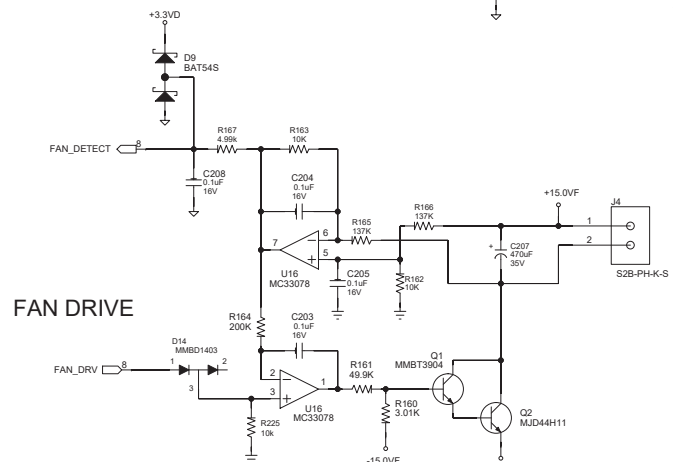 +3.3VD
D9
BAT54S
FAN_DETECT
8
R167
4.99k
R163
10K
C208
0.1uF
16V
C204
0.1uF
16V
R165
137K
R166
137K
+15.0VF
J4
1
2
S2B-PH-K-S
+
C207
470uF
35V
7
6
5
U16
MC33078
C205
0.1uF
16V
R162
10K
FAN DRIVE
R164
200K
C203
0.1uF
16V
D14
MMBD1403
FAN_DRV
8
1
2
3
2
3
1
U16
MC33078
R161
49.9K
Q1
MMBT3904
R160
3.01K
Q2
MJD44H11
R225
10k
-15.0VF